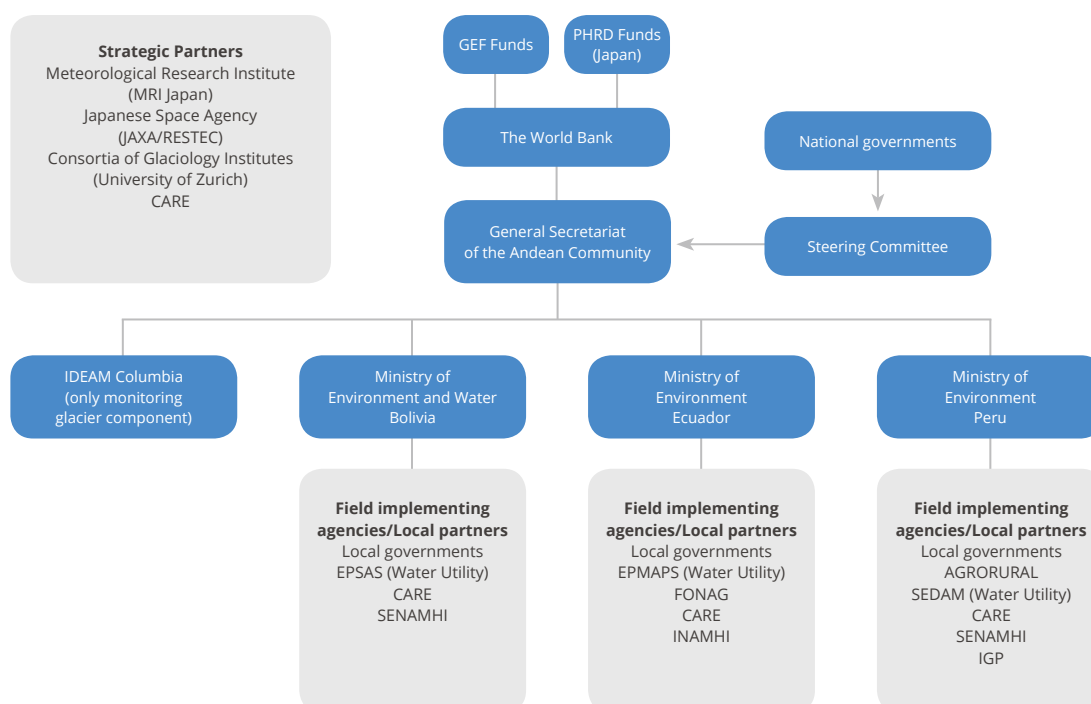 Strategic Partners
Meteorological Research Institute
(MRI Japan)
Japanese Space Agency
(JAXA/RESTEC)
Consortia of Glaciology Institutes
(University of Zurich)
CARE
GEF Funds
PHRD Funds
(Japan)
The World Bank
National governments
General Secretariat
of the Andean Community
Steering Committee
IDEAM Columbia
(only monitoring
glacier component)
Ministry of
Environment and Water
Bolivia
Ministry of
Environment
Ecuador
Ministry of
Environment
Peru
Field implementing
agencies/Local partners
Local governments
EPSAS (Water Utility)
CARE
SENAMHI
Field implementing
agencies/Local partners
Local governments
EPMAPS (Water Utility)
FONAG
CARE
INAMHI
Field implementing
agencies/Local partners
Local governments
AGRORURAL
SEDAM (Water Utility)
CARE
SENAMHI
IGP